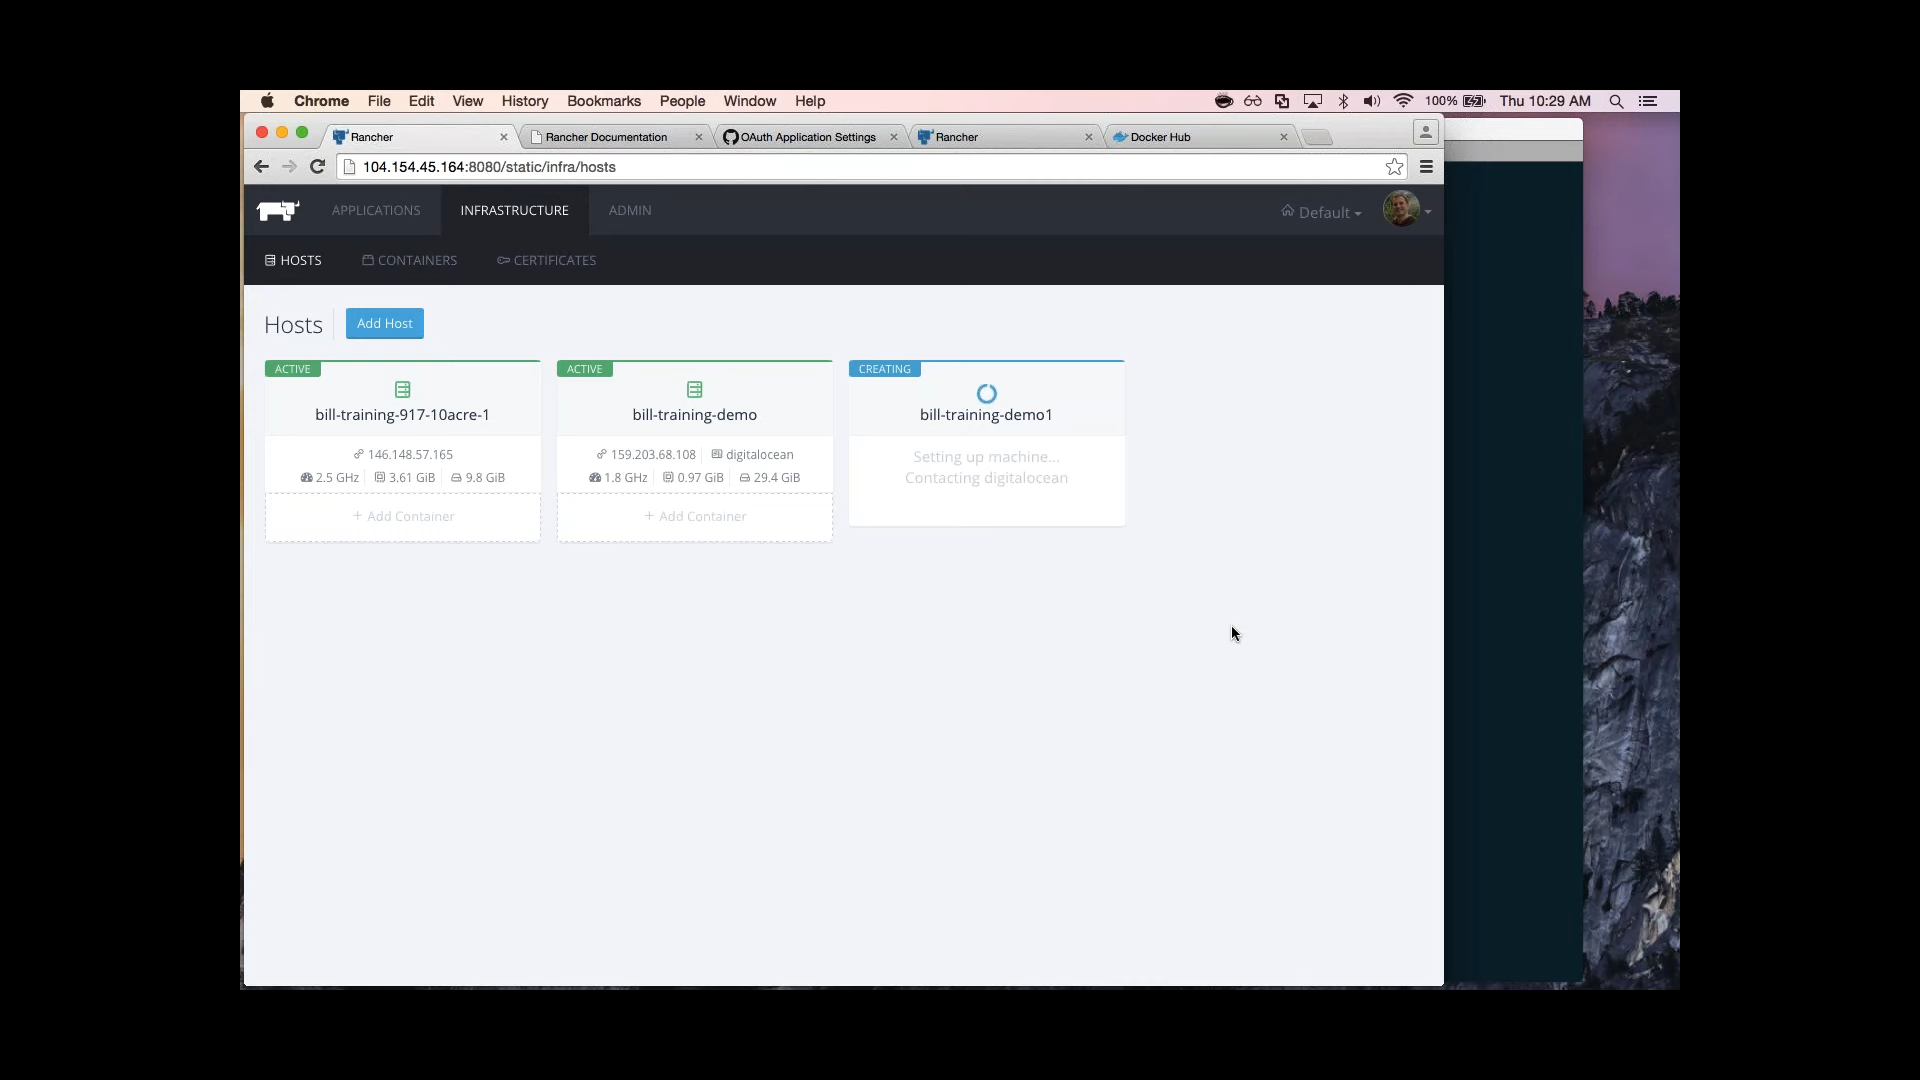 Chrome File Edit View History Bookmarks People Window Help 100% Thu 10:29 AM
Rancher Rancher Documentation OAuth Application Settings Rancher Docker Hub
104.154.45.164:8080/static/infra/hosts
APPLICATIONS INFRASTRUCTURE ADMIN Default
HOSTS CONTAINERS CERTIFICATES
Hosts Add Host
ACTIVE ACTIVE CREATING
bill-training-917-10acre-1 bill-training-demo bill-training-demo1
146.148.57.165 159.203.68.108 digitalocean Setting up machine...
2.5 GHz 3.61 GiB 9.8 GiB 1.8 GHz 0.97 GiB 29.4 GiB Contacting digitalocean
+ Add Container + Add Container